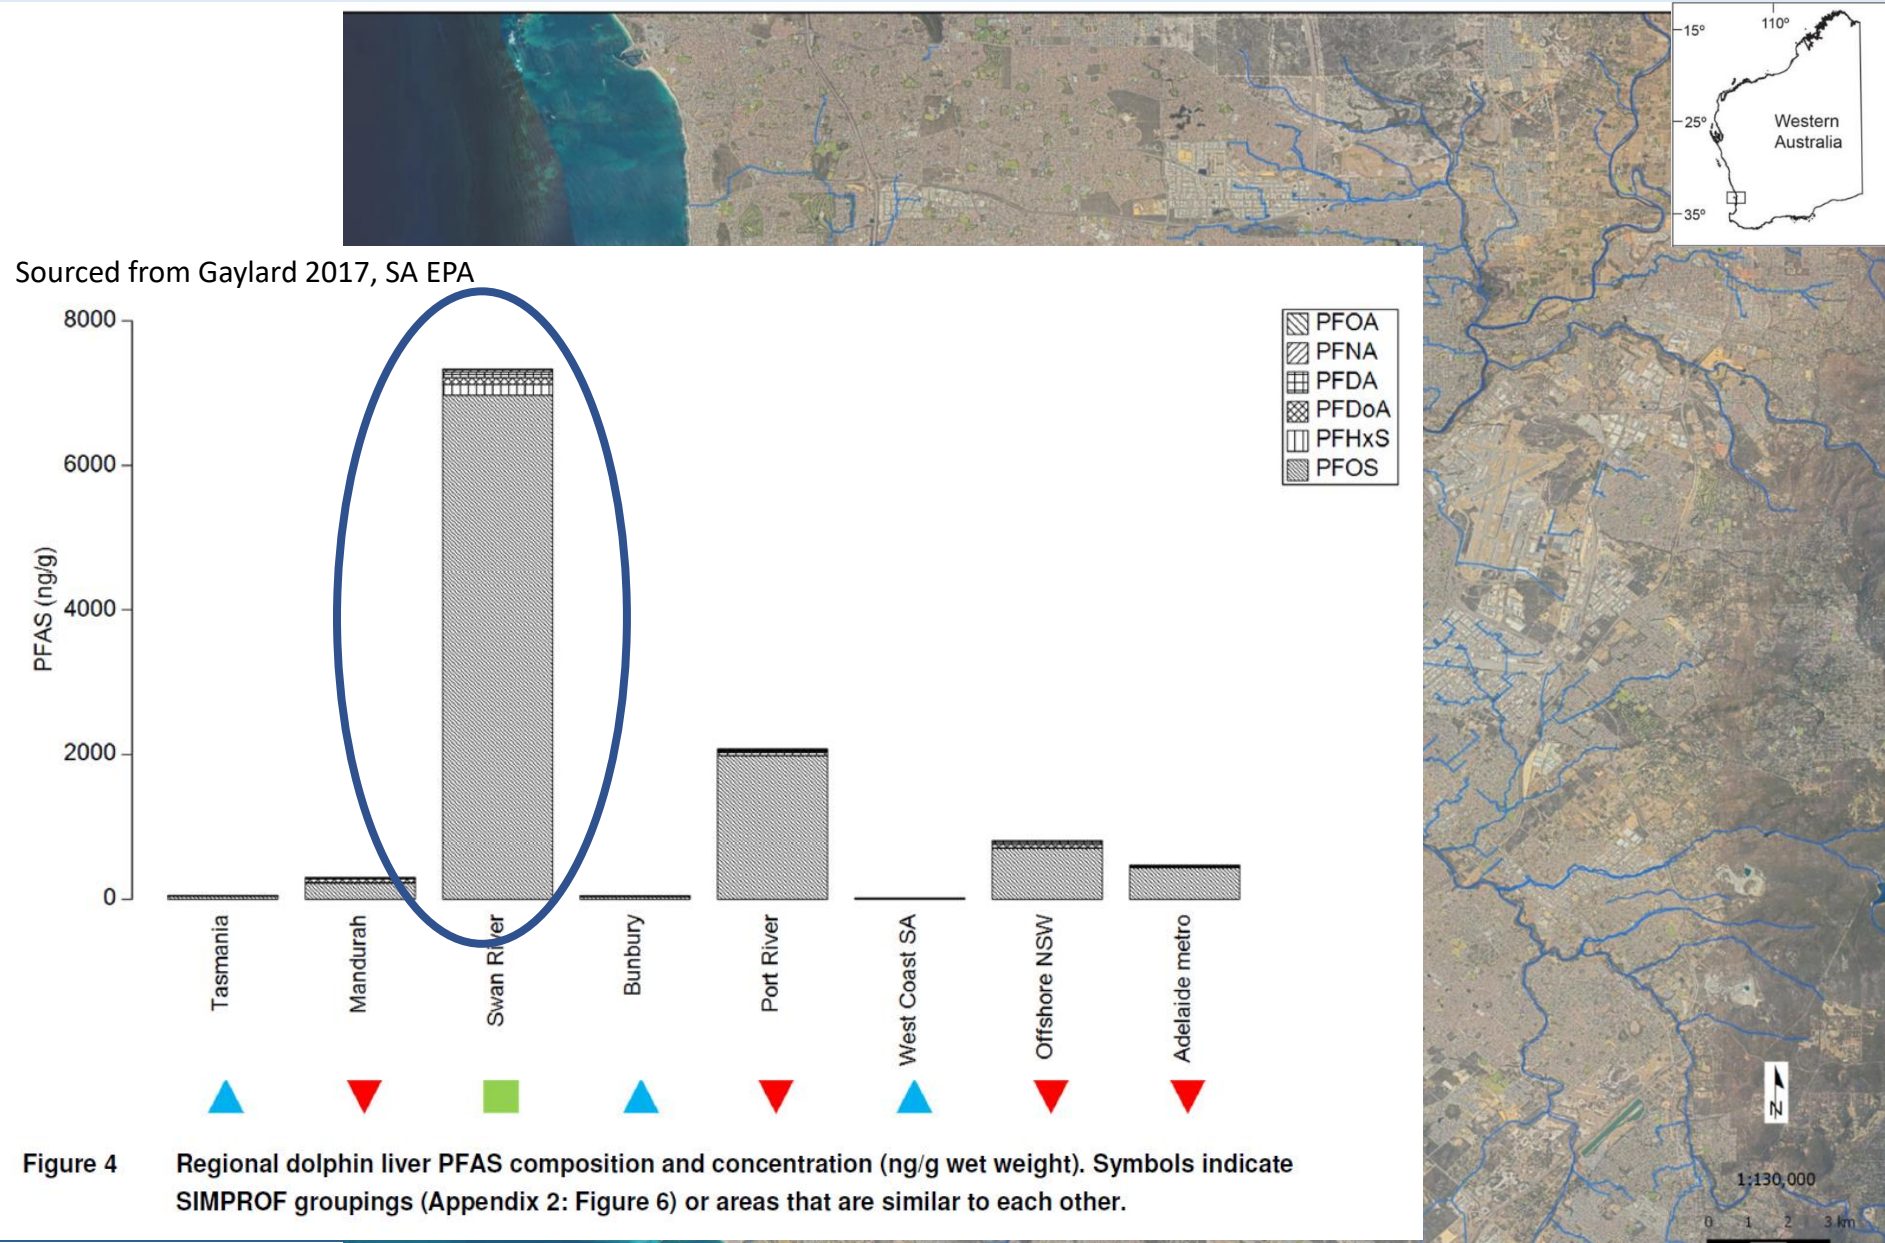 110°
15°
25°
35°
Western
Australia
Sourced from Gaylard 2017, SA EPA
8000
6000
4000
2000
0
PFAS (ng/g)
PFOA
PFNA
PFDA
PFDoA
PFHxS
PFOS
Tasmania
Mandurah
Swan River
Bunbury
Port River
West Coast SA
Offshore NSW
Adelaide metro
Figure 4 Regional dolphin liver PFAS composition and concentration (ng/g wet weight). Symbols indicate
SIMPROF groupings (Appendix 2: Figure 6) or areas that are similar to each other.
N
1:130,000
0 1 2 3 km